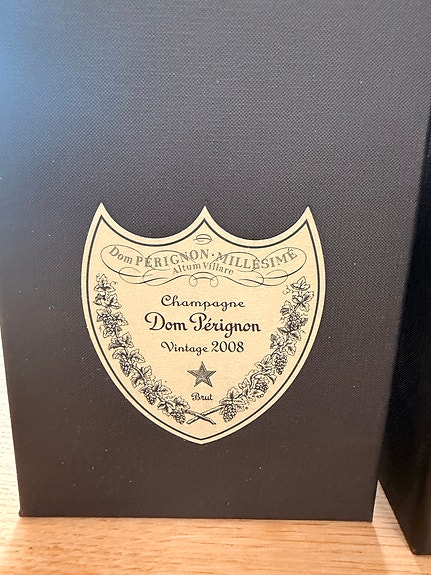 Dom PÉRIGNON·MILLÉSIMÉ
Altum Villare
Champagne
Dom Pérignon
Vintage 2008
Brut